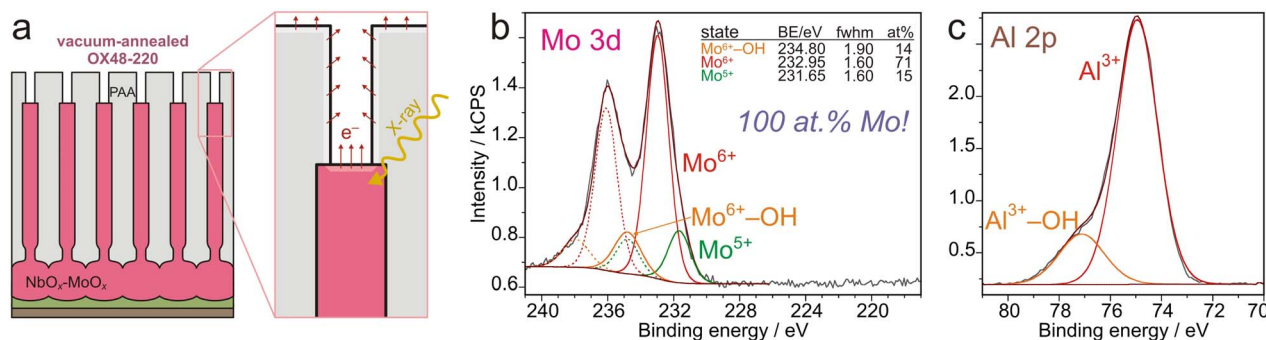 a
vacuum-annealed
OX48-220
PAA
NbOₓ-MoOₓ
e⁻
X-ray
b
Mo 3d
state BE/eV fwhm at%
Mo⁶⁺–OH 234.80 1.90 14
Mo⁶⁺ 232.95 1.60 71
Mo⁵⁺ 231.65 1.60 15
100 at.% Mo!
Mo⁶⁺
Mo⁶⁺–OH
Mo⁵⁺
Intensity / kCPS
1.6
1.4
1.2
1.0
0.8
0.6
240 236 232 228 224 220
Binding energy / eV
c
Al 2p
Al³⁺
Al³⁺–OH
2.5
2.0
1.5
1.0
0.5
80 78 76 74 72 70
Binding energy / eV